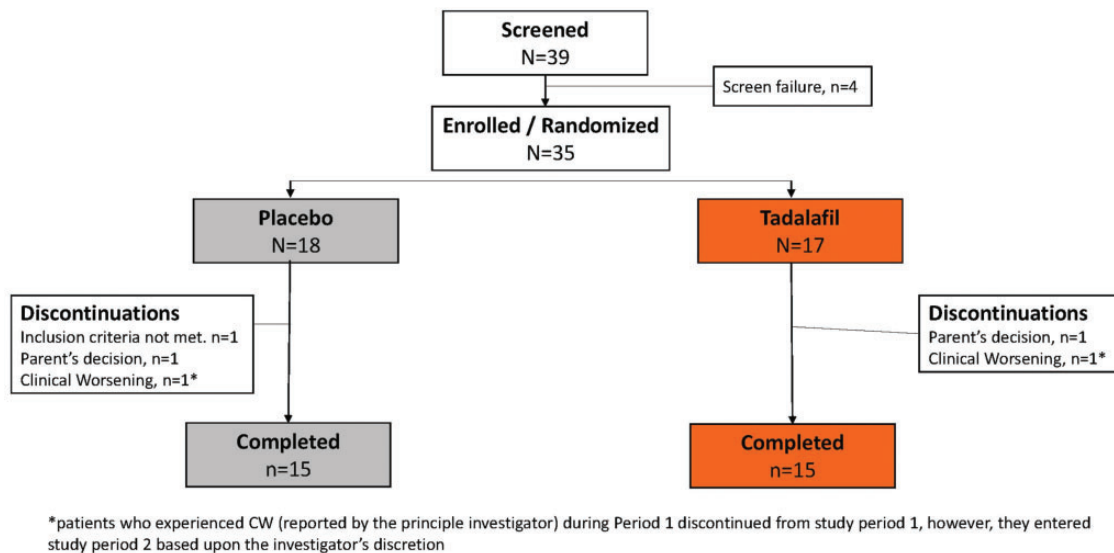 Screened
N=39
Screen failure, n=4
Enrolled / Randomized
N=35
Placebo
N=18
Tadalafil
N=17
Discontinuations
Inclusion criteria not met. n=1
Parent’s decision, n=1
Clinical Worsening, n=1*
Discontinuations
Parent’s decision, n=1
Clinical Worsening, n=1*
Completed
n=15
Completed
n=15
*patients who experienced CW (reported by the principle investigator) during Period 1 discontinued from study period 1, however, they entered
study period 2 based upon the investigator’s discretion